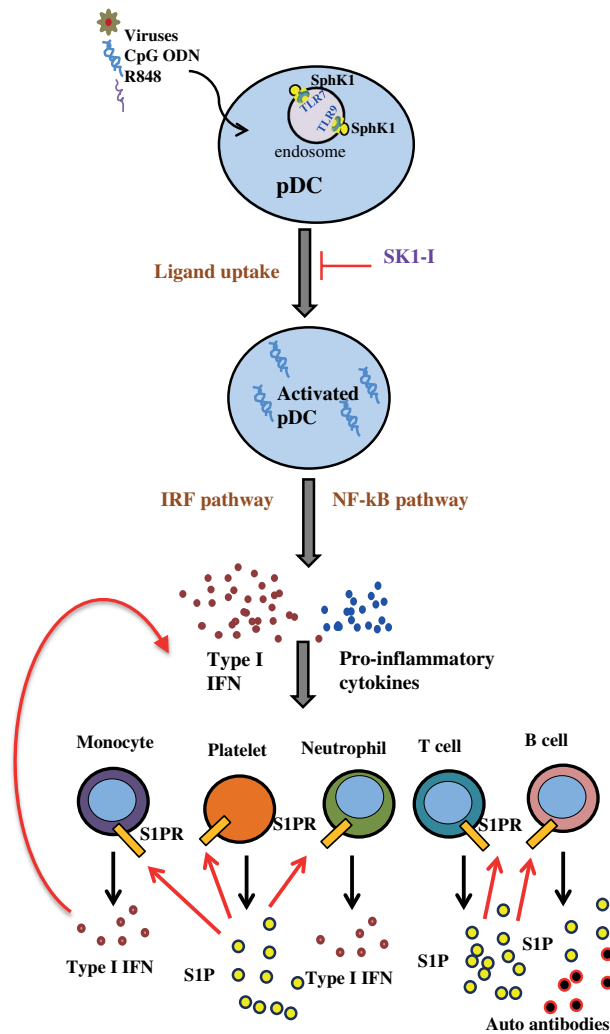 Viruses
CpG ODN
R848
SphK1
TLR7
TLR9
SphK1
endosome
pDC
Ligand uptake
SK1-I
Activated
pDC
IRF pathway
NF-kB pathway
Type I
IFN
Pro-inflammatory
cytokines
Monocyte
Platelet
Neutrophil
T cell
B cell
S1PR
S1PR
S1PR
Type I IFN
S1P
Type I IFN
S1P
S1P
Auto antibodies